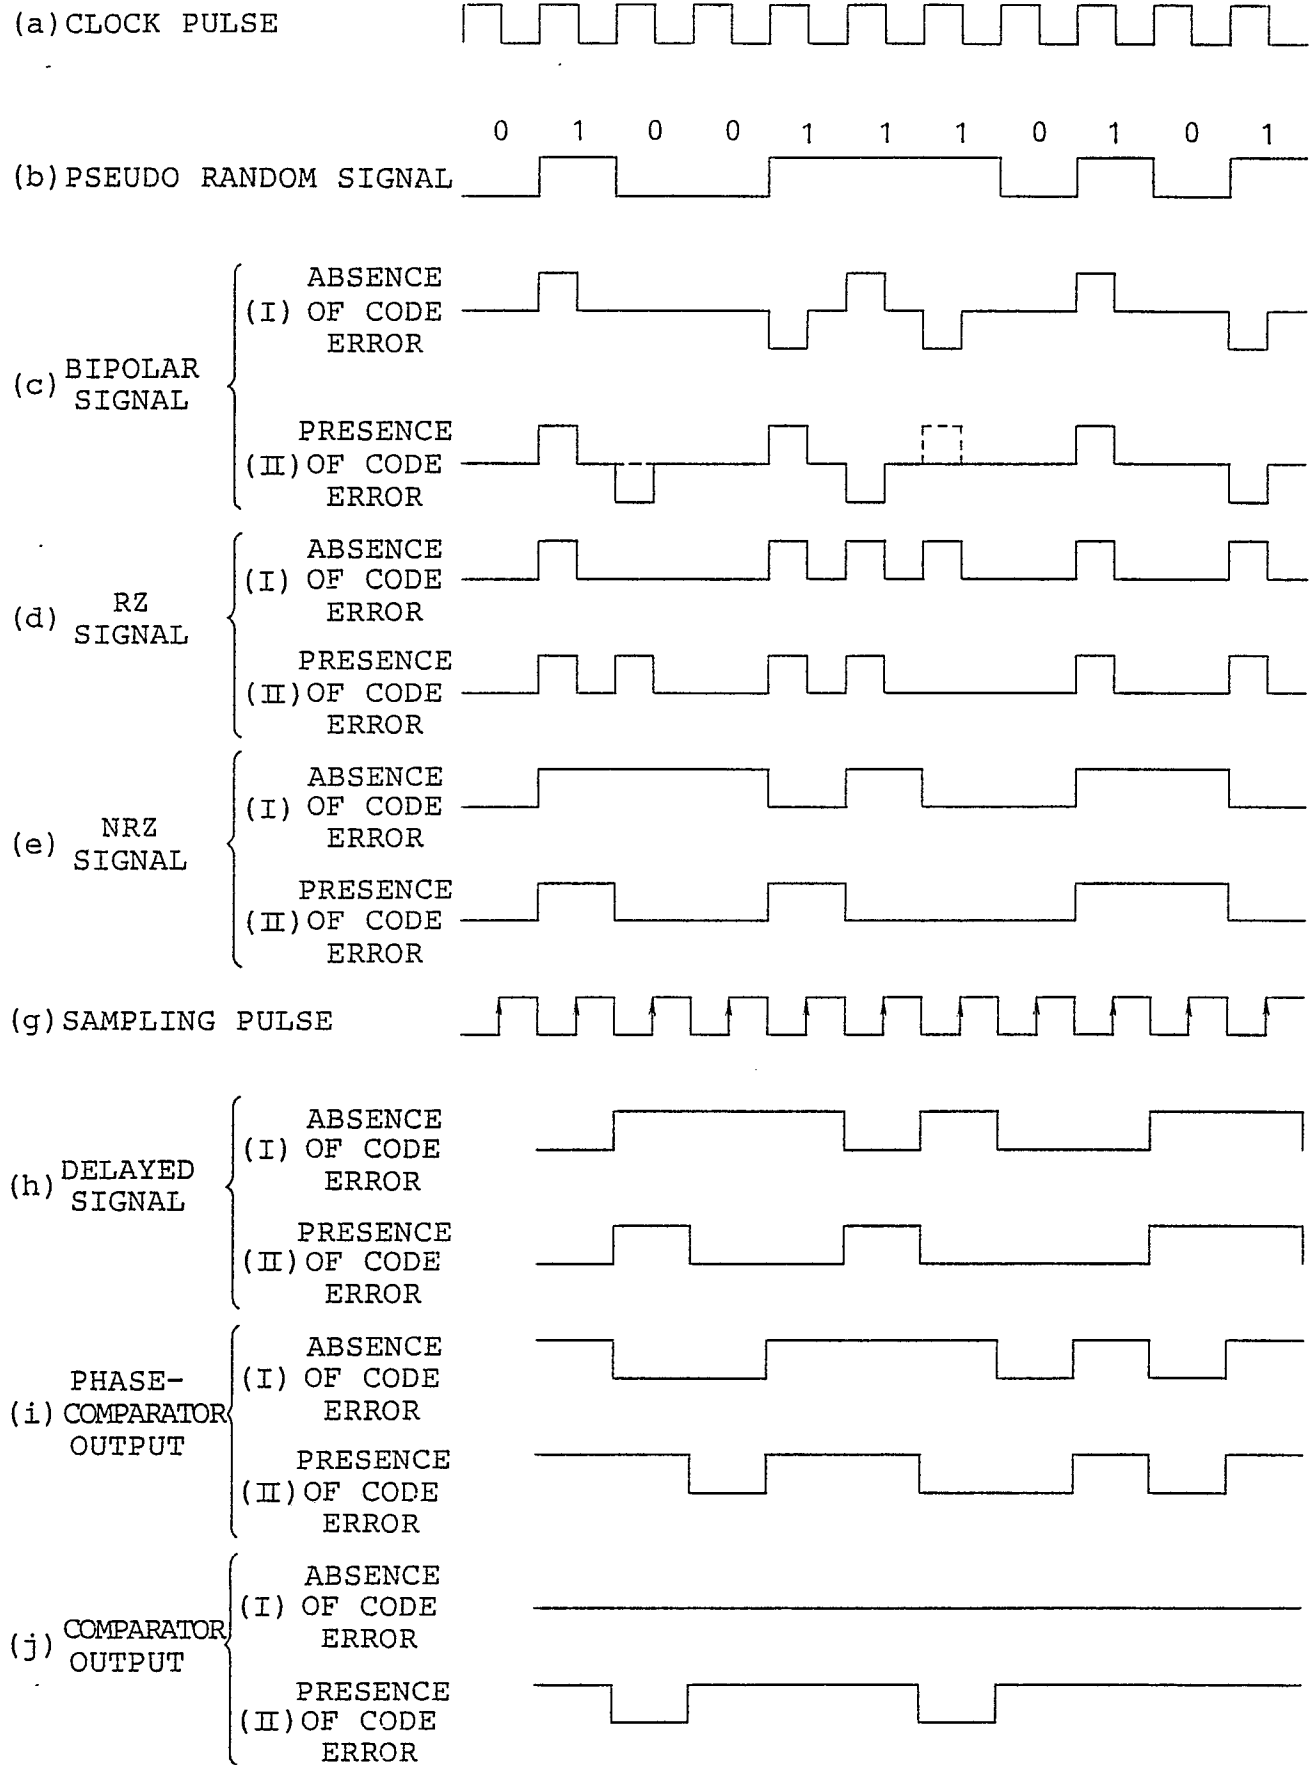 (a) CLOCK PULSE
0 1 0 0 1 1 1 0 1 0 1
(b) PSEUDO RANDOM SIGNAL
(c) BIPOLAR
SIGNAL
ABSENCE
(I) OF CODE
ERROR
PRESENCE
(II) OF CODE
ERROR
(d) RZ
SIGNAL
ABSENCE
(I) OF CODE
ERROR
PRESENCE
(II) OF CODE
ERROR
(e) NRZ
SIGNAL
ABSENCE
(I) OF CODE
ERROR
PRESENCE
(II) OF CODE
ERROR
(g) SAMPLING PULSE
(h) DELAYED
SIGNAL
ABSENCE
(I) OF CODE
ERROR
PRESENCE
(II) OF CODE
ERROR
PHASE-
(i) COMPARATOR
OUTPUT
ABSENCE
(I) OF CODE
ERROR
PRESENCE
(II) OF CODE
ERROR
(j) COMPARATOR
OUTPUT
ABSENCE
(I) OF CODE
ERROR
PRESENCE
(II) OF CODE
ERROR